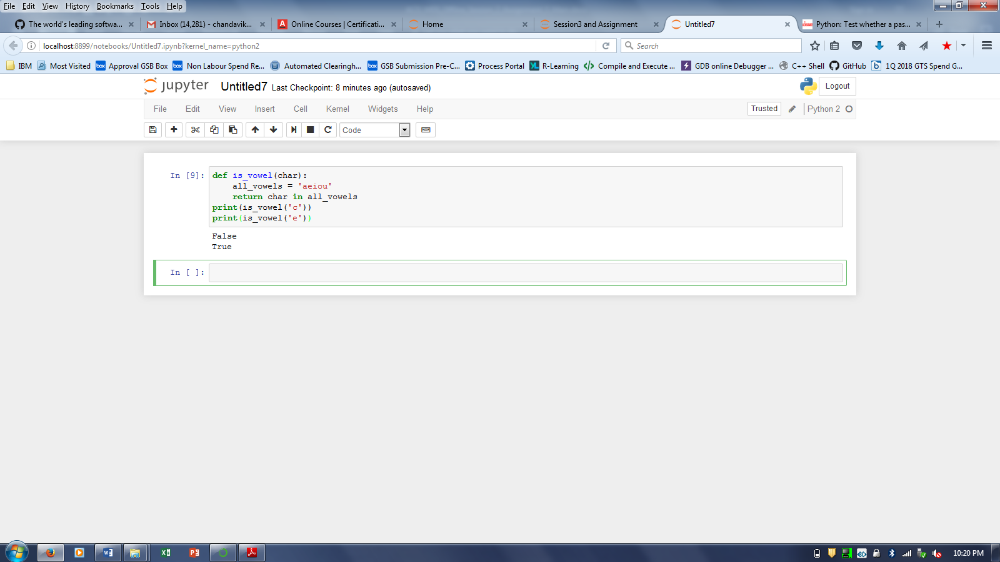 File Edit View History Bookmarks Tools Help
The world's leading softwa...
Inbox (14,281) - chandavik...
Online Courses | Certificati...
Home
Session3 and Assignment
Untitled7
Python: Test whether a pas...
localhost:8899/notebooks/Untitled7.ipynb?kernel_name=python2
Search
IBM Most Visited Approval GSB Box Non Labour Spend Re... Automated Clearingh... GSB Submission Pre-C... Process Portal R-Learning Compile and Execute ... GDB online Debugger ... C++ Shell GitHub 1Q 2018 GTS Spend G...
jupyter Untitled7 Last Checkpoint: 8 minutes ago (autosaved)
Logout
File Edit View Insert Cell Kernel Widgets Help
Trusted Python 2
Code
In [9]: def is_vowel(char):
    all_vowels = 'aeiou'
    return char in all_vowels
print(is_vowel('c'))
print(is_vowel('e'))
False
True
In [ ]:
10:20 PM